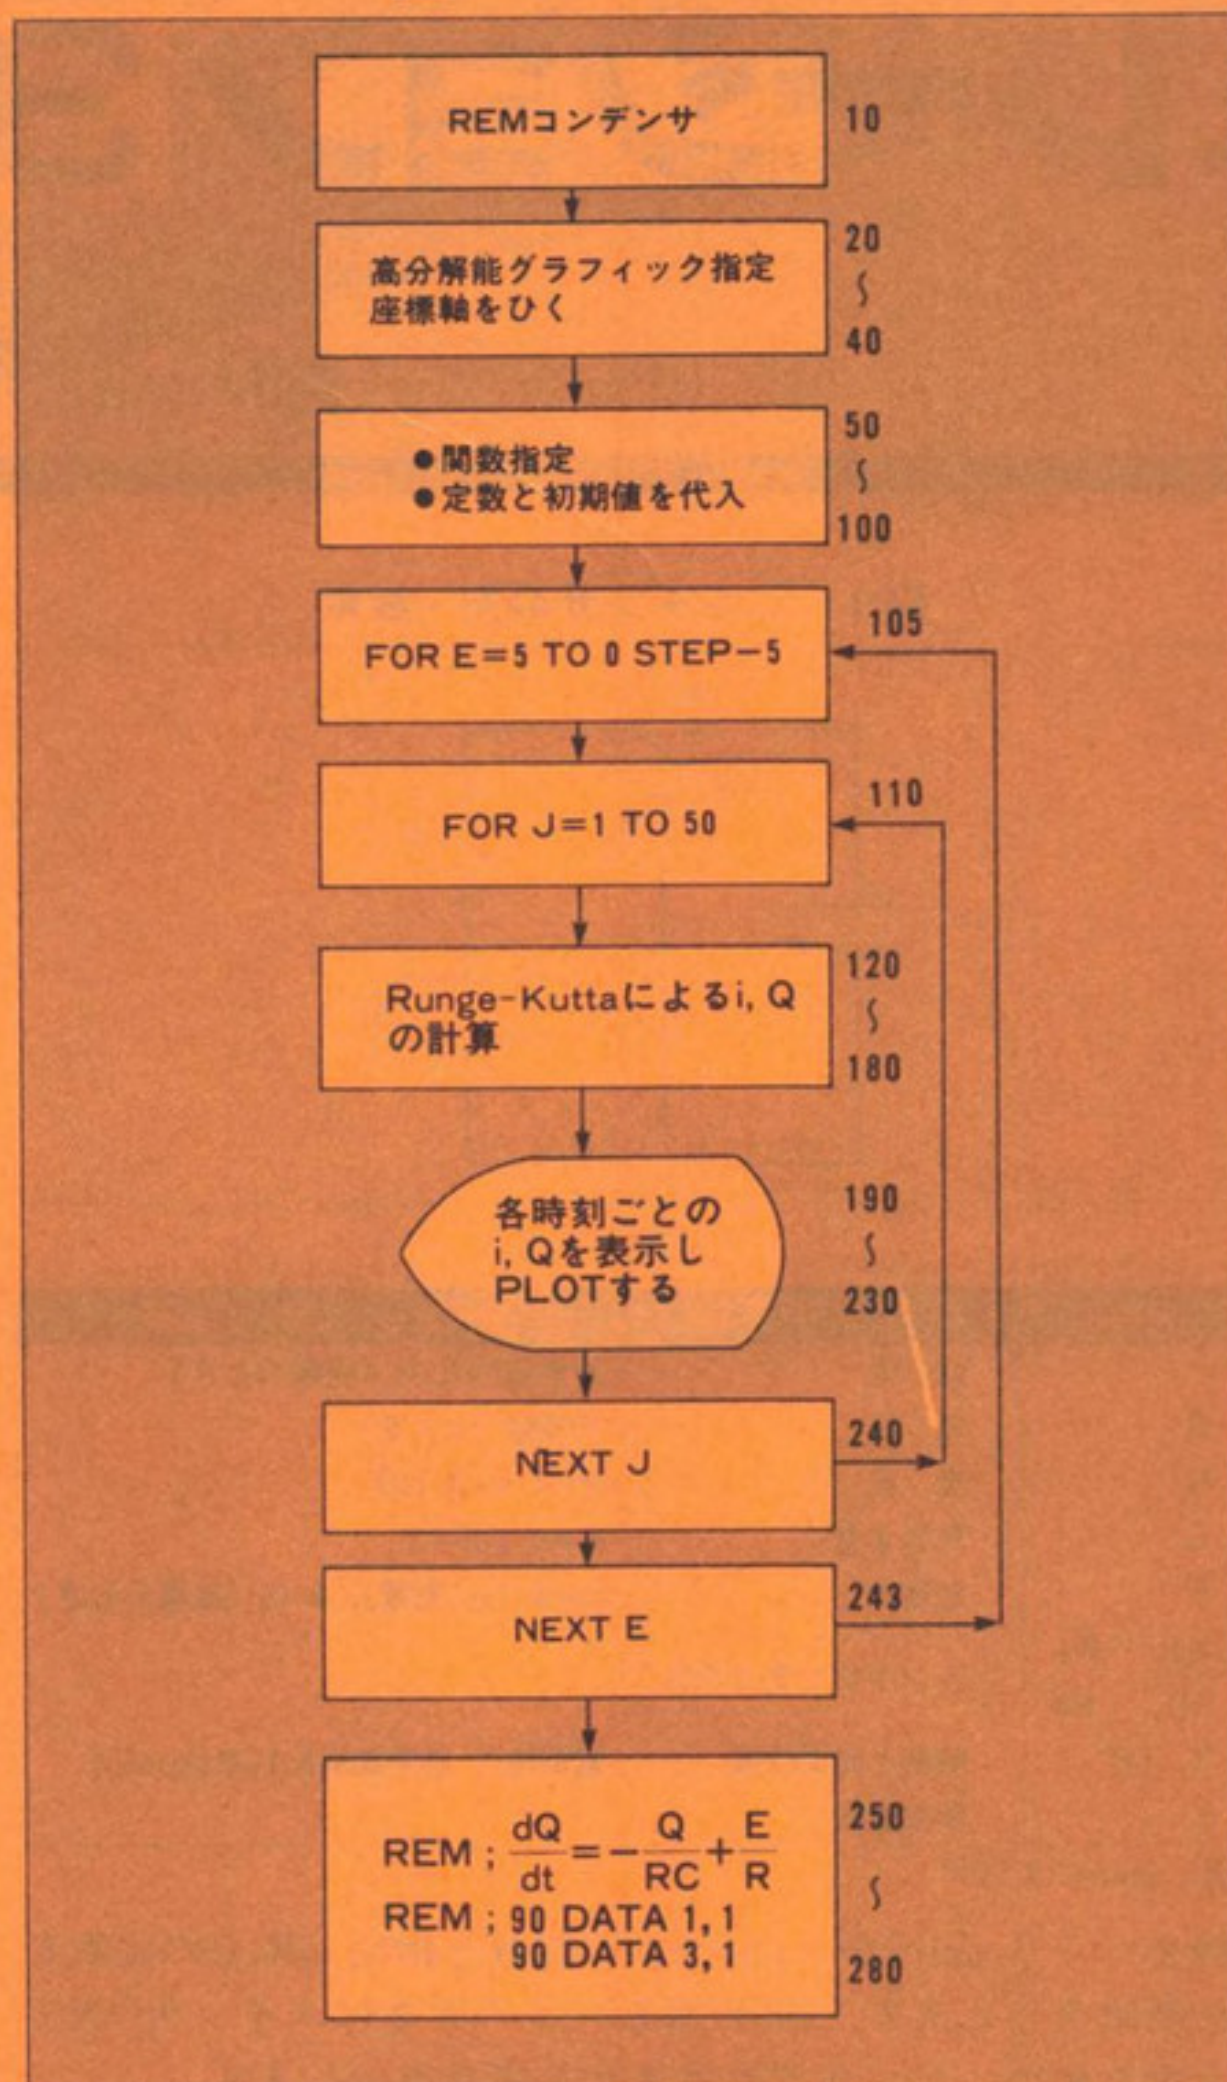 REMコンデンサ
10
高分解能グラフィック指定
座標軸をひく
20
〜
40
●関数指定
●定数と初期値を代入
50
〜
100
FOR E=5 TO 0 STEP−5
105
FOR J=1 TO 50
110
Runge-Kuttaによるi, Q
の計算
120
〜
180
各時刻ごとの
i, Qを表示し
PLOTする
190
〜
230
NEXT J
240
NEXT E
243
REM ; dQ/dt=−Q/RC+E/R
REM ; 90 DATA 1, 1
90 DATA 3, 1
250
〜
280